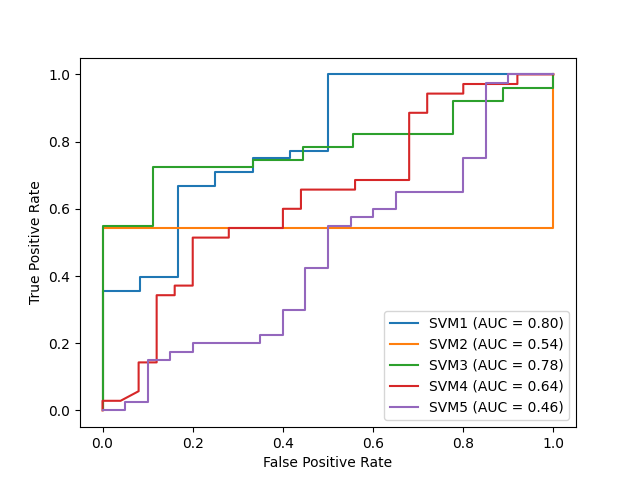 1.0
0.8
0.6
0.4
0.2
0.0
True Positive Rate
SVM1 (AUC = 0.80)
SVM2 (AUC = 0.54)
SVM3 (AUC = 0.78)
SVM4 (AUC = 0.64)
SVM5 (AUC = 0.46)
0.0 0.2 0.4 0.6 0.8 1.0
False Positive Rate